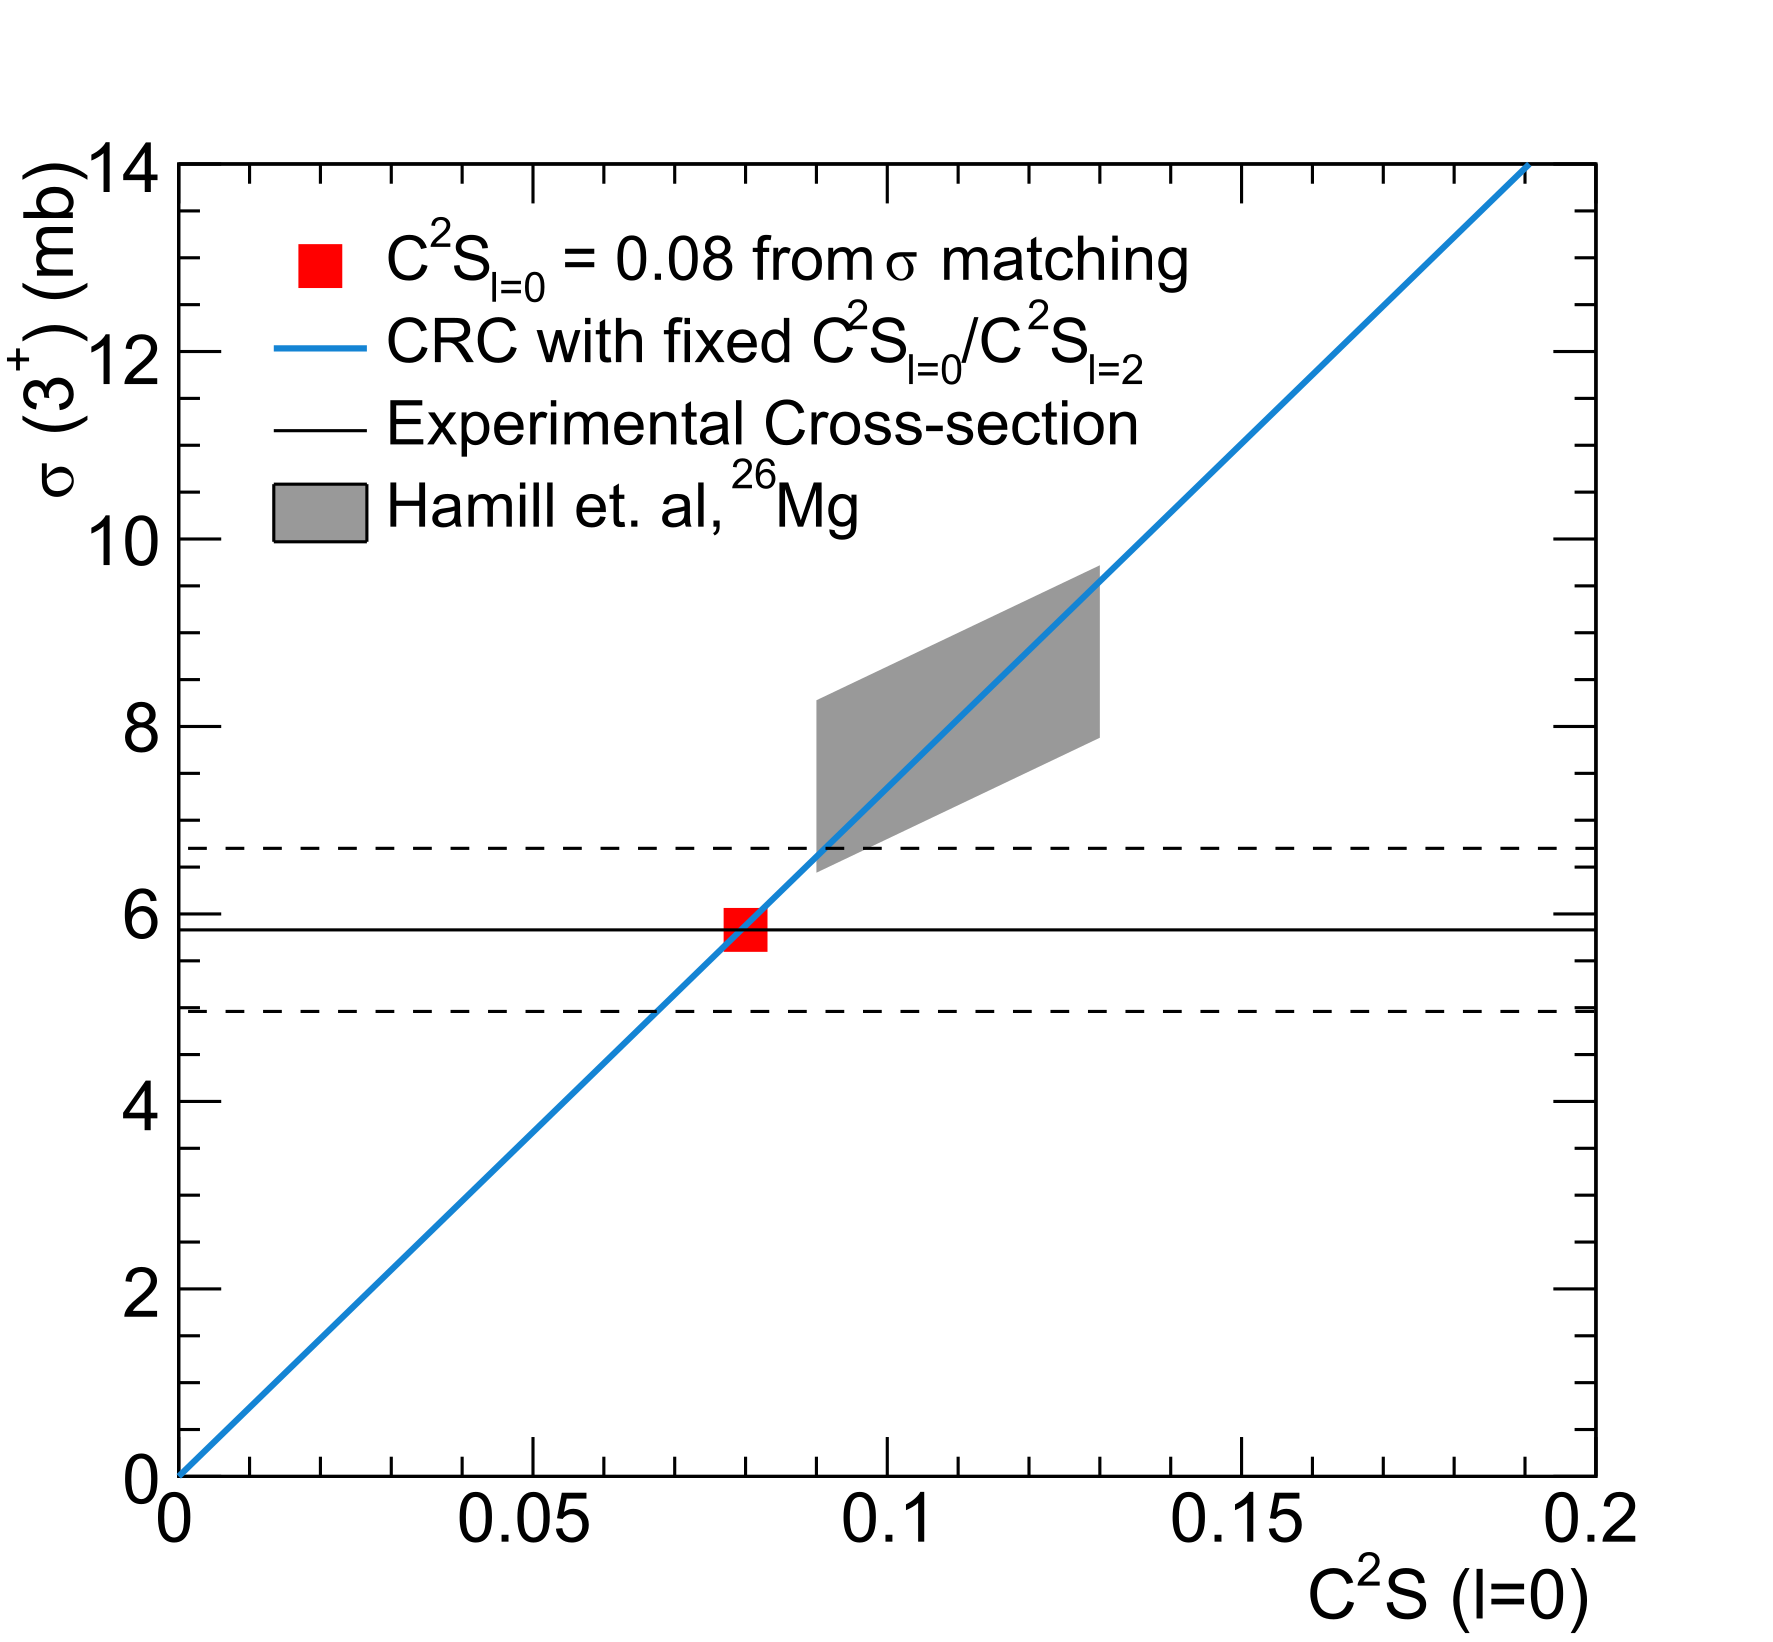 σ (3⁺) (mb)
14
12
10
8
6
4
2
0
C²Sₗ₌₀ = 0.08 from σ matching
CRC with fixed C²Sₗ₌₀/C²Sₗ₌₂
Experimental Cross-section
Hamill et. al, ²⁶Mg
0 0.05 0.1 0.15 0.2
C²S (l=0)